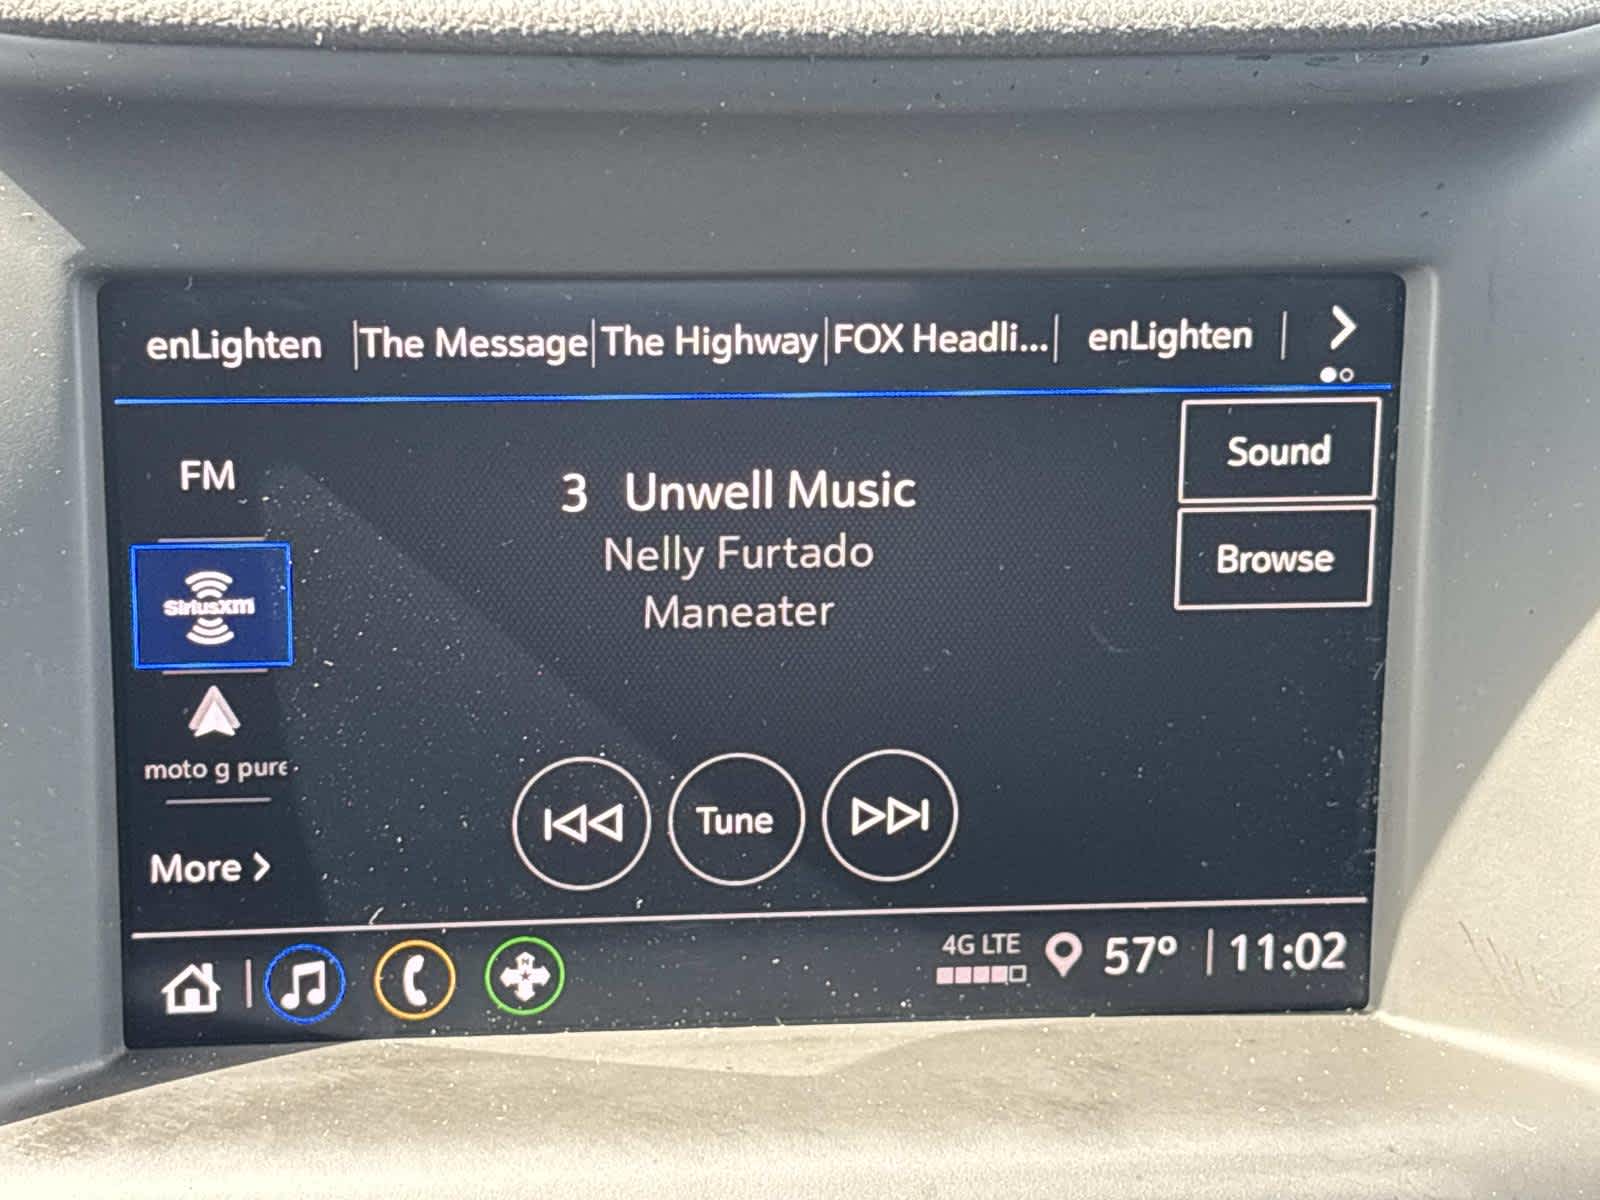 enLighten
The Message
The Highway
FOX Headli...
enLighten
FM
SiriusXM
moto g pure
More
3 Unwell Music
Nelly Furtado
Maneater
Sound
Browse
Tune
N
4G LTE
57°
11:02